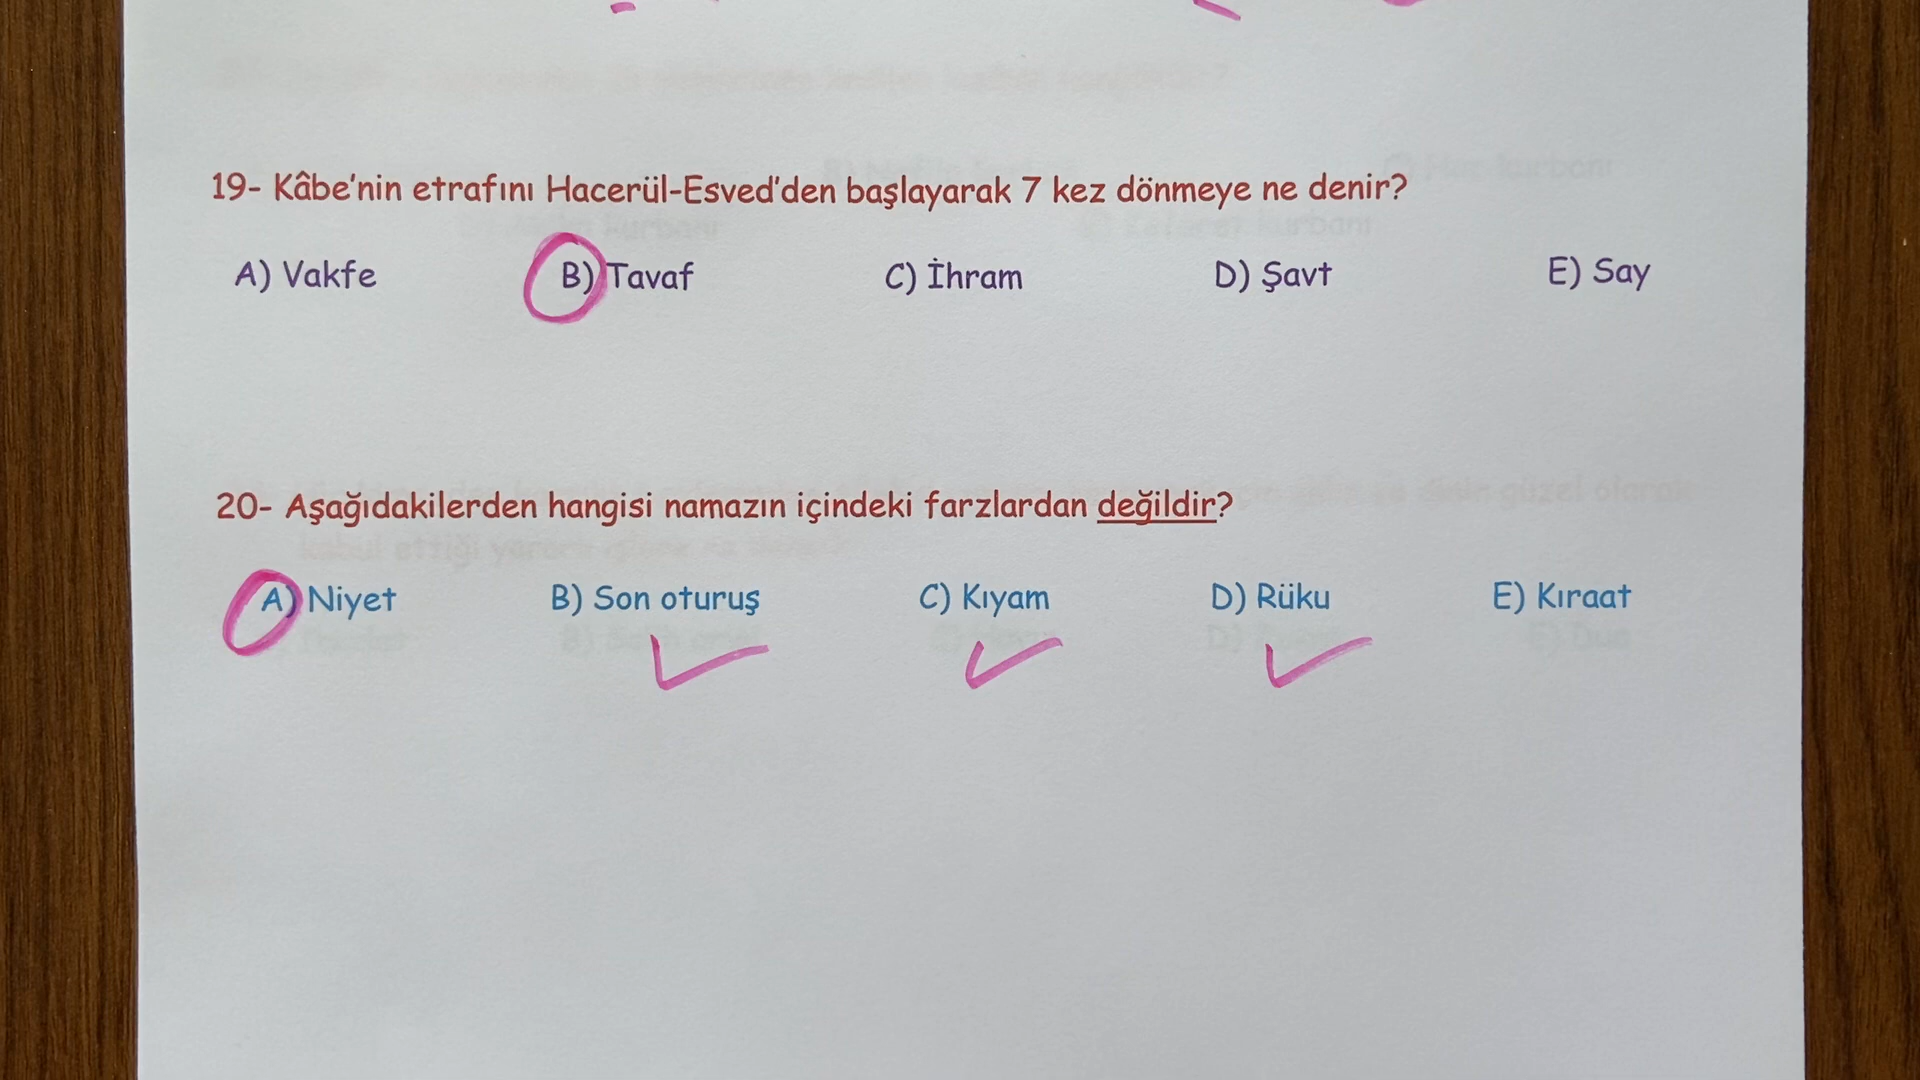 19- Kâbe'nin etrafını Hacerül-Esved'den başlayarak 7 kez dönmeye ne denir?
A) Vakfe B) Tavaf C) İhram D) Şavt E) Say
20- Aşağıdakilerden hangisi namazın içindeki farzlardan değildir?
A) Niyet B) Son oturuş C) Kıyam D) Rüku E) Kıraat